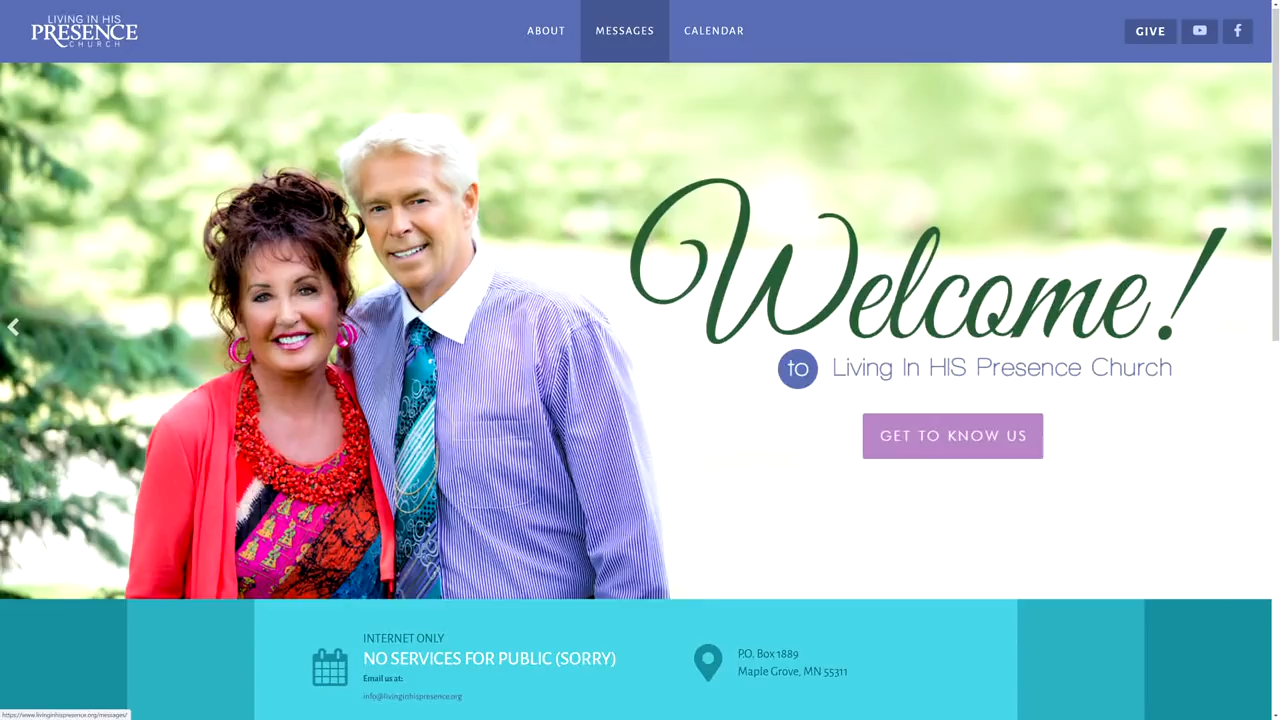 LIVING IN HIS
PRESENCE
CHURCH
ABOUT
MESSAGES
CALENDAR
GIVE
Welcome!
to Living In HIS Presence Church
GET TO KNOW US
INTERNET ONLY
NO SERVICES FOR PUBLIC (SORRY)
Email us at:
info@livinginhispresence.org
P.O. Box 1889
Maple Grove, MN 55311
https://www.livinginhispresence.org/messages/